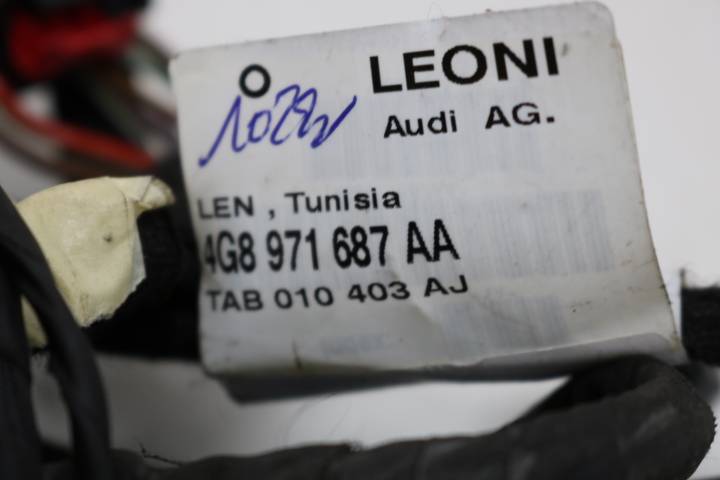 LEONI
Audi AG.
LEN , Tunisia
4G8 971 687 AA
TAB 010 403 AJ